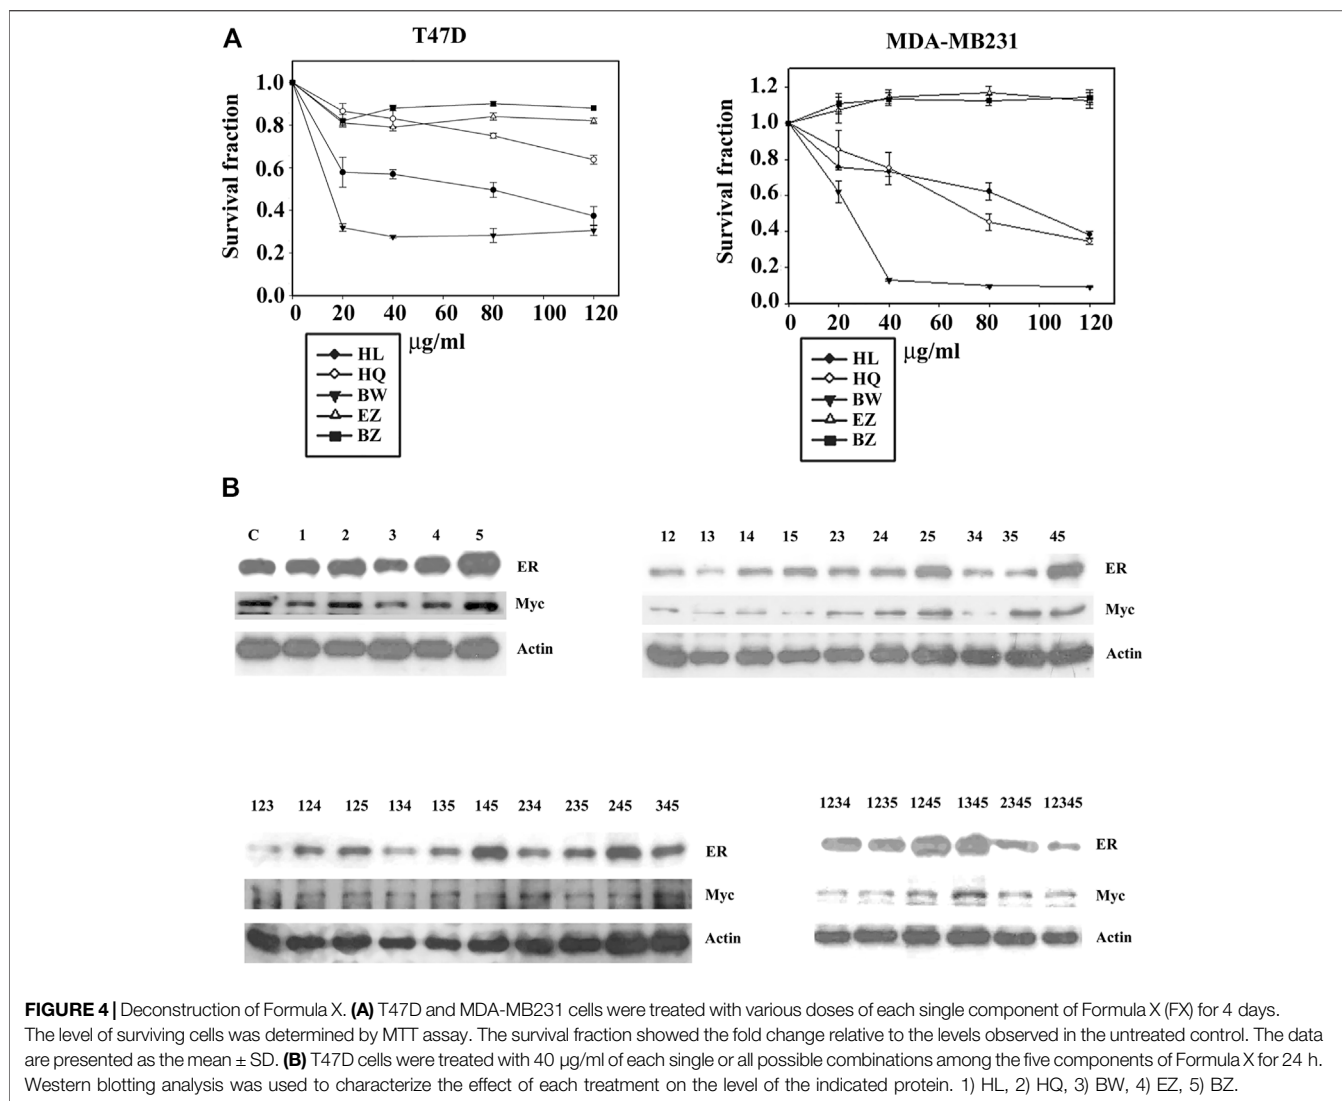 A
T47D
MDA-MB231
Survival fraction
1.0
0.8
0.6
0.4
0.2
0.0
0 20 40 60 80 100 120
µg/ml
HL
HQ
BW
EZ
BZ
Survival fraction
1.2
1.0
0.8
0.6
0.4
0.2
0.0
0 20 40 60 80 100 120
µg/ml
HL
HQ
BW
EZ
BZ
B
C 1 2 3 4 5
ER
Myc
Actin
12 13 14 15 23 24 25 34 35 45
ER
Myc
Actin
123 124 125 134 135 145 234 235 245 345
ER
Myc
Actin
1234 1235 1245 1345 2345 12345
ER
Myc
Actin
FIGURE 4 | Deconstruction of Formula X. (A) T47D and MDA-MB231 cells were treated with various doses of each single component of Formula X (FX) for 4 days.
The level of surviving cells was determined by MTT assay. The survival fraction showed the fold change relative to the levels observed in the untreated control. The data
are presented as the mean ± SD. (B) T47D cells were treated with 40 µg/ml of each single or all possible combinations among the five components of Formula X for 24 h.
Western blotting analysis was used to characterize the effect of each treatment on the level of the indicated protein. 1) HL, 2) HQ, 3) BW, 4) EZ, 5) BZ.